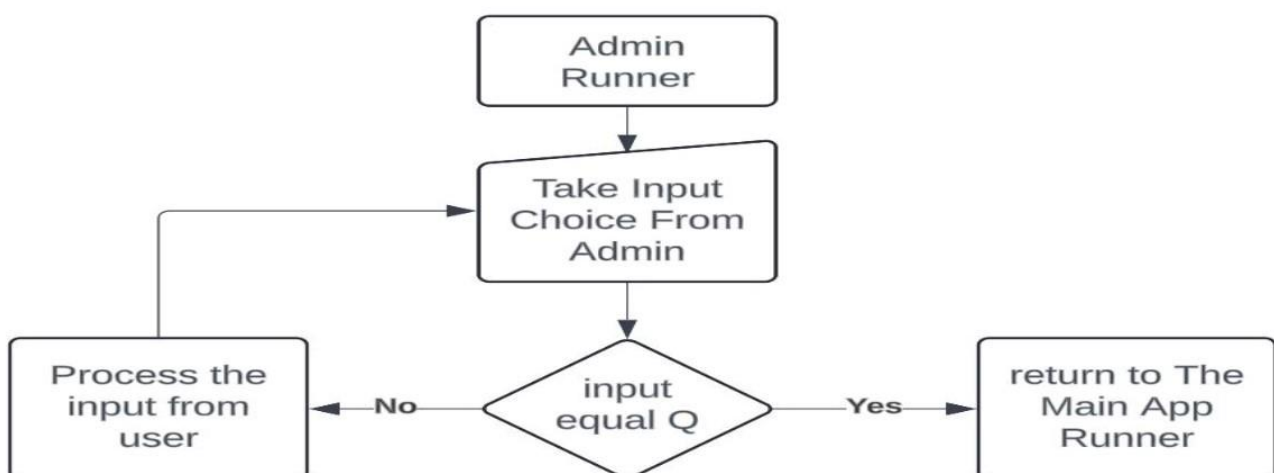 Admin
Runner
Take Input
Choice From
Admin
Process the
input from
user
No
input
equal Q
Yes
return to The
Main App
Runner